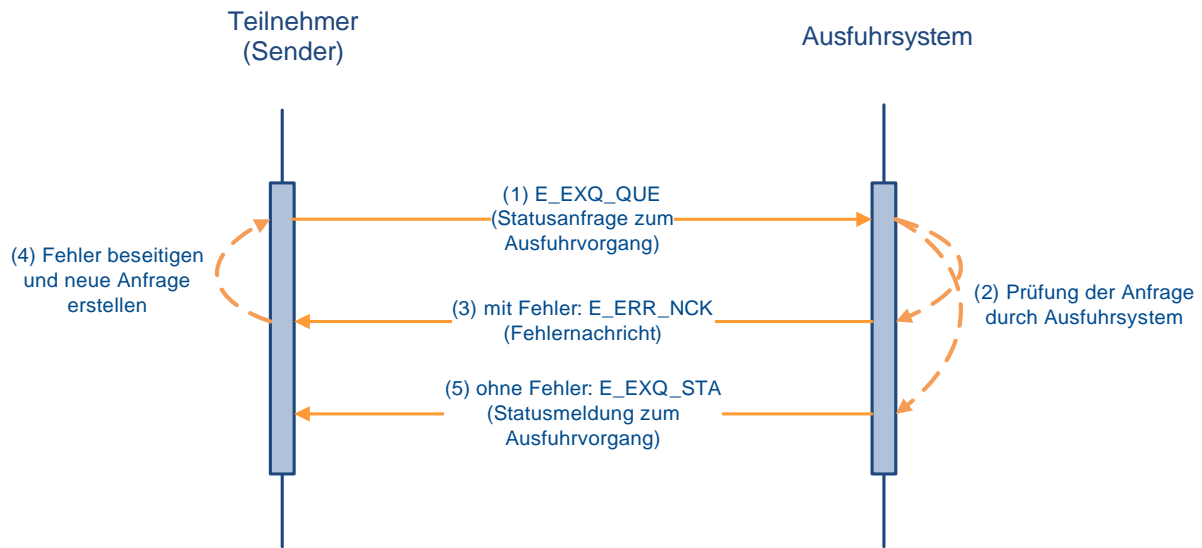 Teilnehmer
(Sender)
Ausfuhrsystem
(1) E_EXQ_QUE
(Statusanfrage zum
Ausfuhrvorgang)
(4) Fehler beseitigen
und neue Anfrage
erstellen
(2) Prüfung der Anfrage
durch Ausfuhrsystem
(3) mit Fehler: E_ERR_NCK
(Fehlernachricht)
(5) ohne Fehler: E_EXQ_STA
(Statusmeldung zum
Ausfuhrvorgang)